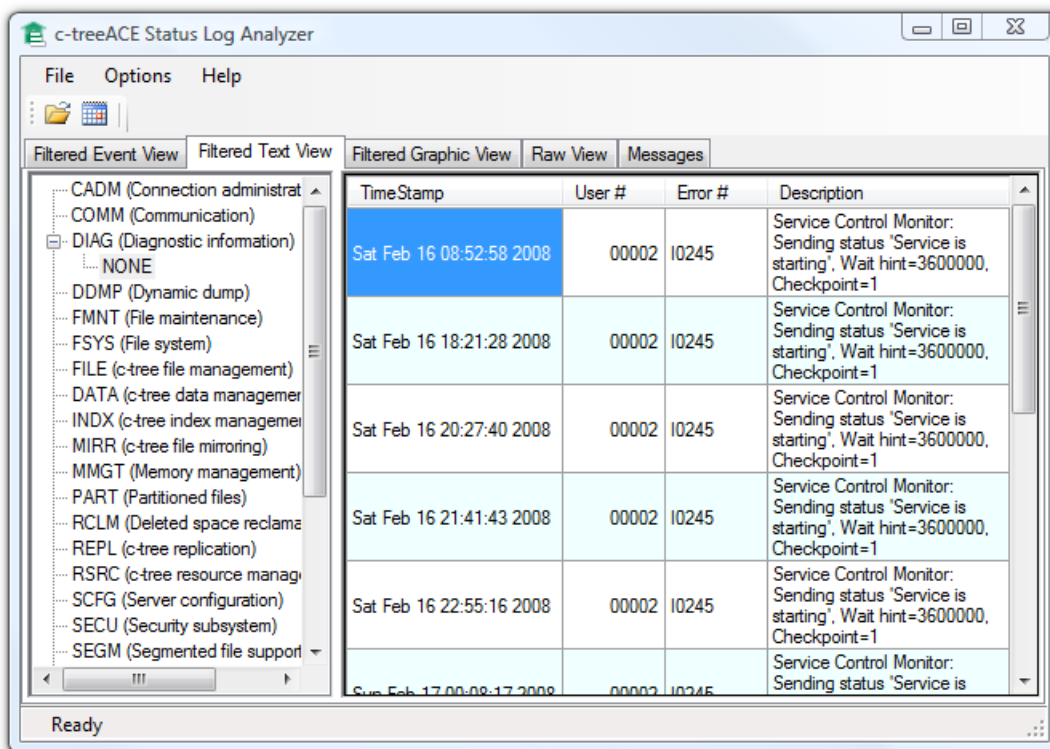 c-treeACE Status Log Analyzer
File Options Help
Filtered Event View Filtered Text View Filtered Graphic View Raw View Messages
CADM (Connection administrat
COMM (Communication)
DIAG (Diagnostic information)
NONE
DDMP (Dynamic dump)
FMNT (File maintenance)
FSYS (File system)
FILE (c-tree file management)
DATA (c-tree data managemer
INDX (c-tree index managemer
MIRR (c-tree file mirroring)
MMGT (Memory management)
PART (Partitioned files)
RCLM (Deleted space reclama
REPL (c-tree replication)
RSRC (c-tree resource manag
SCFG (Server configuration)
SECU (Security subsystem)
SEGM (Segmented file support
TimeStamp User # Error # Description
Sat Feb 16 08:52:58 2008 00002 I0245
Service Control Monitor:
Sending status 'Service is
starting', Wait hint=3600000,
Checkpoint=1
Sat Feb 16 18:21:28 2008 00002 I0245
Service Control Monitor:
Sending status 'Service is
starting', Wait hint=3600000,
Checkpoint=1
Sat Feb 16 20:27:40 2008 00002 I0245
Service Control Monitor:
Sending status 'Service is
starting', Wait hint=3600000,
Checkpoint=1
Sat Feb 16 21:41:43 2008 00002 I0245
Service Control Monitor:
Sending status 'Service is
starting', Wait hint=3600000,
Checkpoint=1
Sat Feb 16 22:55:16 2008 00002 I0245
Service Control Monitor:
Sending status 'Service is
starting', Wait hint=3600000,
Checkpoint=1
Sun Feb 17 00:08:17 2008 00002 I0245
Service Control Monitor:
Sending status 'Service is
Ready